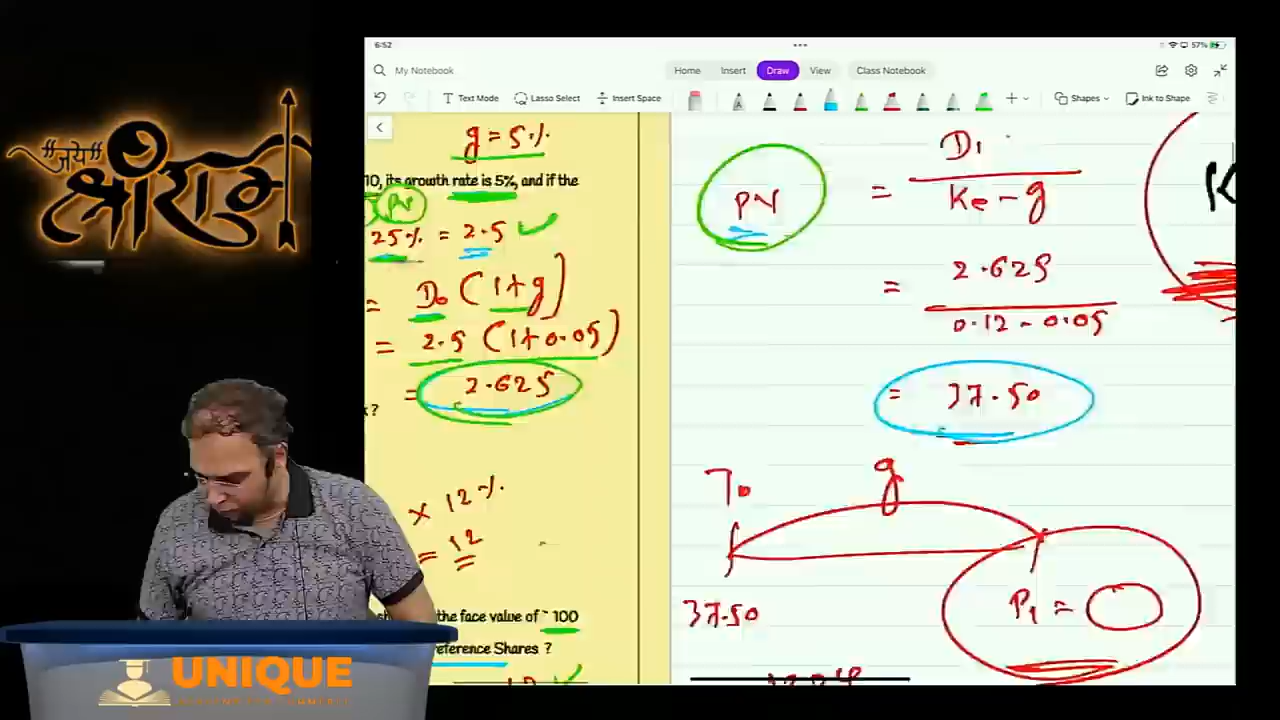 "जय"
श्री राम
6:52
57%
My Notebook
Home Insert Draw View Class Notebook
Text Mode Lasso Select Insert Space Shapes Ink to Shape
g = 5%
10, its growth rate is 5%, and if the
PV
25% = 2.5
= D₀ (1+g)
= 2.5 (1+0.05)
= 2.625
k?
× 12%
= 12
the face value of ` 100
eference Shares ?
PV = D₁
Ke - g
= 2.625
0.12 - 0.05
= 37.50
g
T₀
P₁ =
37.50
UNIQUE